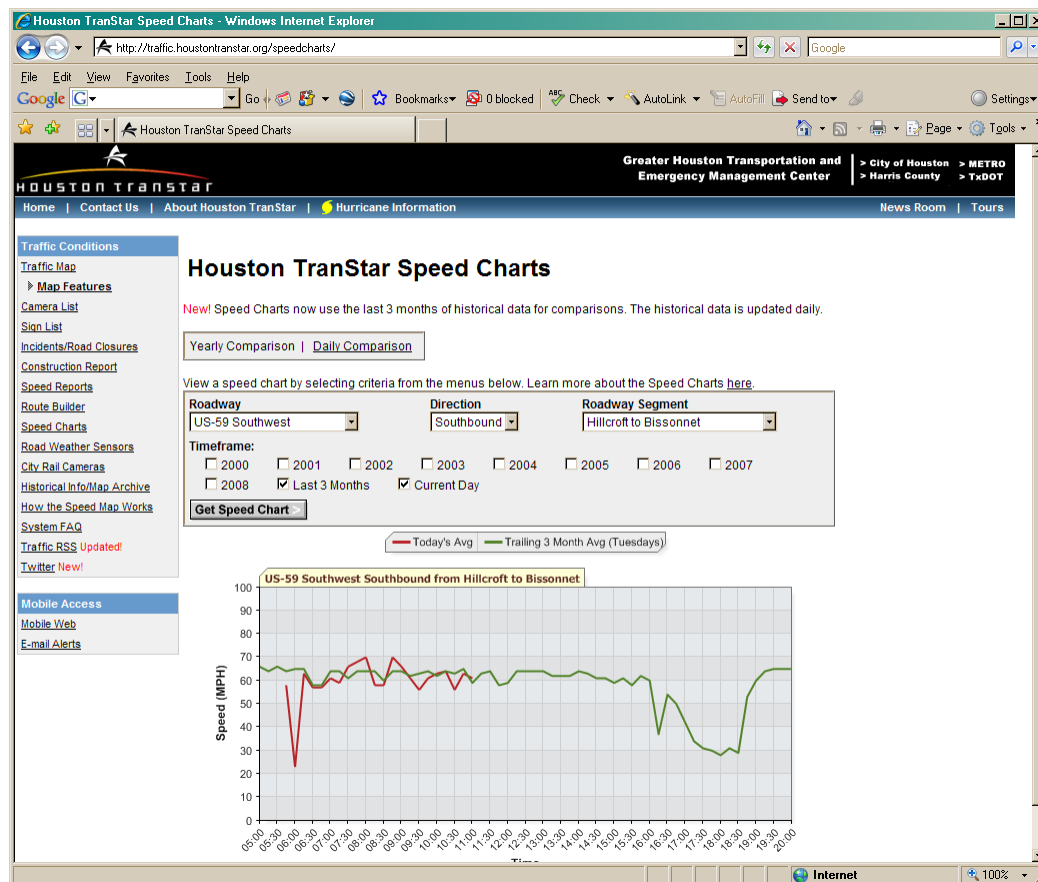 Houston TranStar Speed Charts - Windows Internet Explorer
http://traffic.houstontranstar.org/speedcharts/
Google
File Edit View Favorites Tools Help
Google G Go Bookmarks 0 blocked ABC Check AutoLink AutoFill Send to Settings
Houston TranStar Speed Charts
Page Tools
HOUSTON TRANSTAR
Greater Houston Transportation and
Emergency Management Center
> City of Houston > METRO
> Harris County > TxDOT
Home | Contact Us | About Houston TranStar | Hurricane Information
News Room | Tours
Traffic Conditions
Traffic Map
Map Features
Camera List
Sign List
Incidents/Road Closures
Construction Report
Speed Reports
Route Builder
Speed Charts
Road Weather Sensors
City Rail Cameras
Historical Info/Map Archive
How the Speed Map Works
System FAQ
Traffic RSS Updated!
Twitter New!
Mobile Access
Mobile Web
E-mail Alerts
Houston TranStar Speed Charts
New! Speed Charts now use the last 3 months of historical data for comparisons. The historical data is updated daily.
Yearly Comparison | Daily Comparison
View a speed chart by selecting criteria from the menus below. Learn more about the Speed Charts here.
Roadway Direction Roadway Segment
US-59 Southwest Southbound Hillcroft to Bissonnet
Timeframe:
2000 2001 2002 2003 2004 2005 2006 2007
2008 Last 3 Months Current Day
Get Speed Chart >
Today's Avg Trailing 3 Month Avg (Tuesdays)
US-59 Southwest Southbound from Hillcroft to Bissonnet
100
90
80
70
60
50
40
30
20
10
0
Speed (MPH)
05:00 05:30 06:00 06:30 07:00 07:30 08:00 08:30 09:00 09:30 10:00 10:30 11:00 11:30 12:00 12:30 13:00 13:30 14:00 14:30 15:00 15:30 16:00 16:30 17:00 17:30 18:00 18:30 19:00 19:30 20:00
Time
Internet 100%